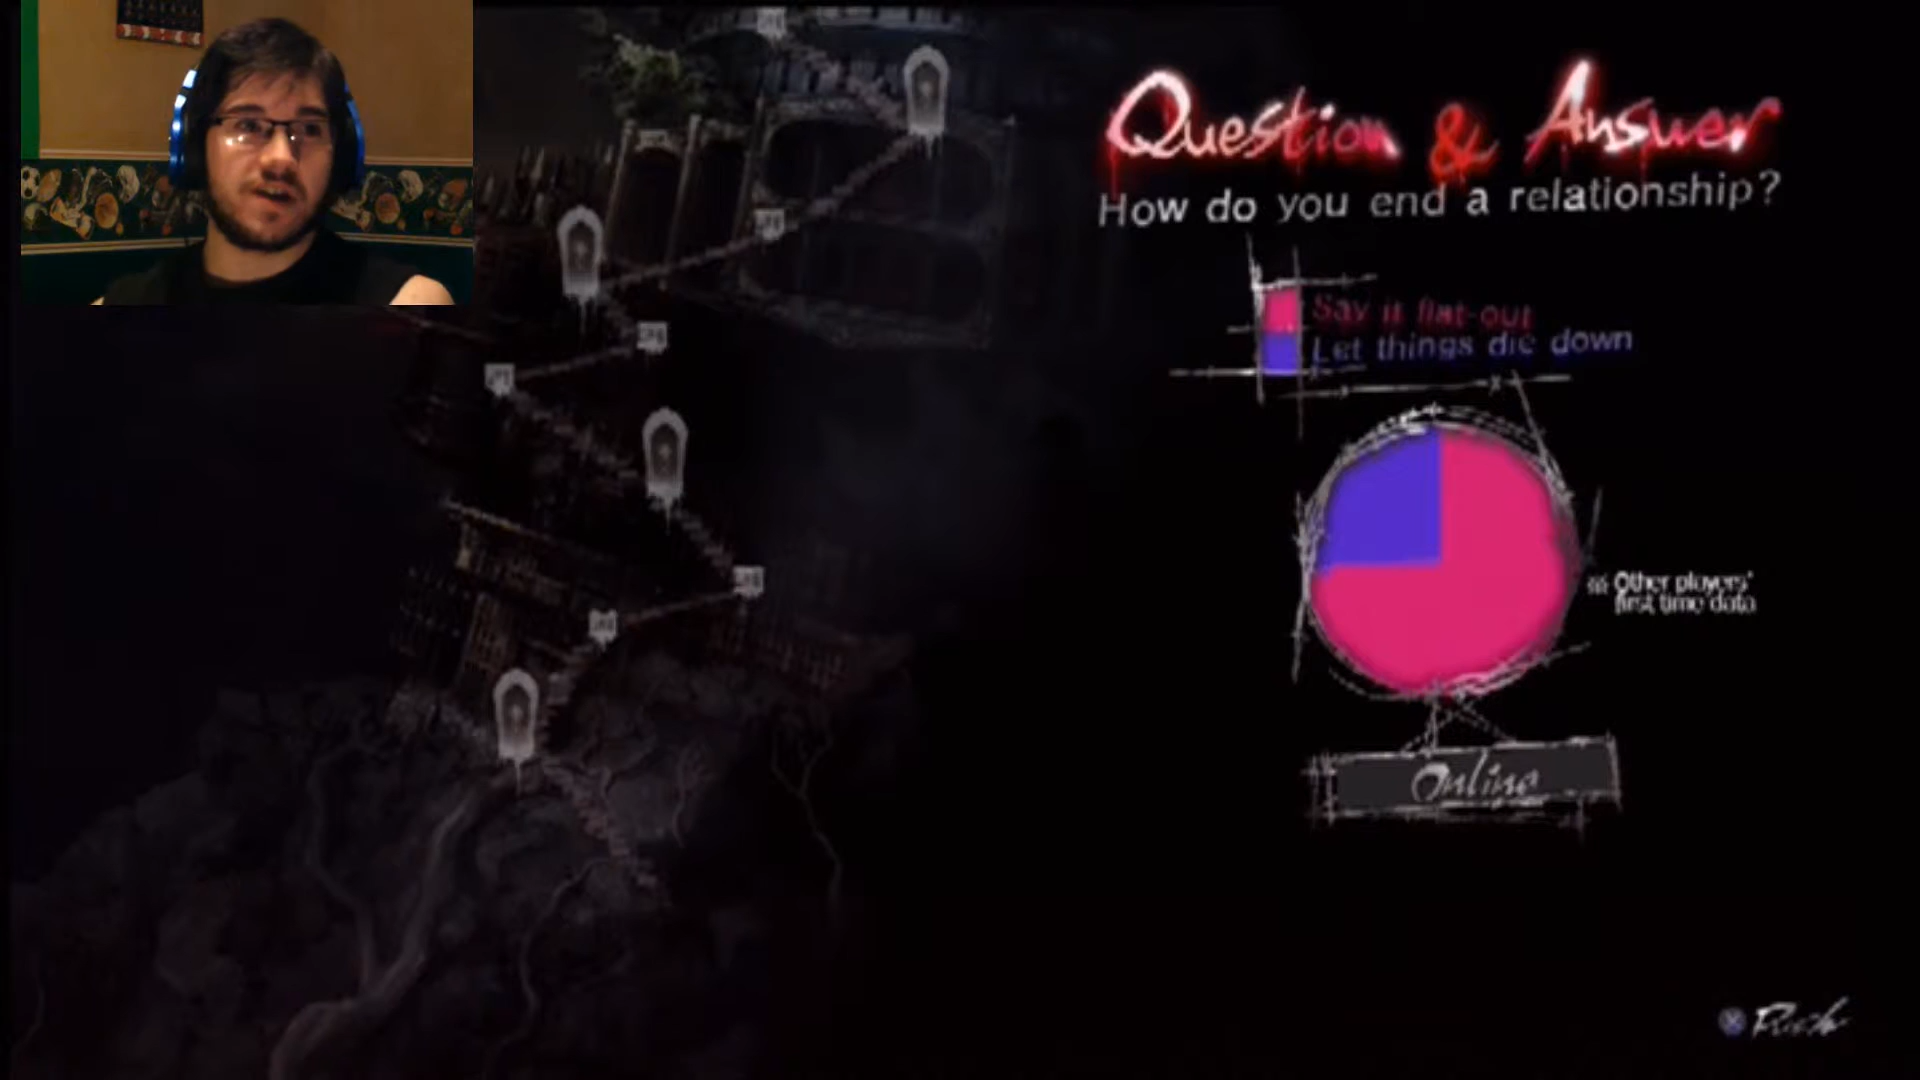 Question & Answer
How do you end a relationship?
Say it flat-out
Let things die down
※ Other players'
first time data
Online
Push